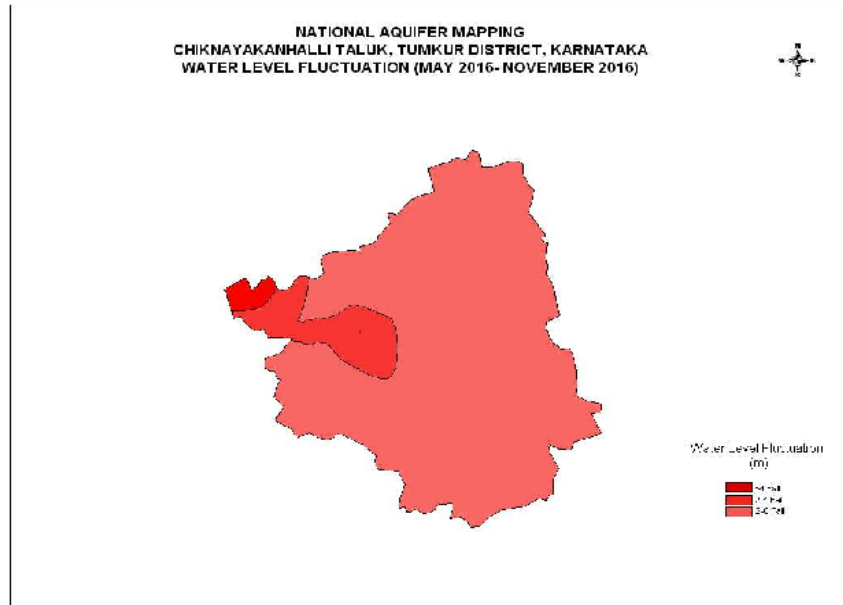 NATIONAL AQUIFER MAPPING
CHIKNAYAKANHALLI TALUK, TUMKUR DISTRICT, KARNATAKA
WATER LEVEL FLUCTUATION (MAY 2016- NOVEMBER 2016)
Water Level Fluctuation
(m)